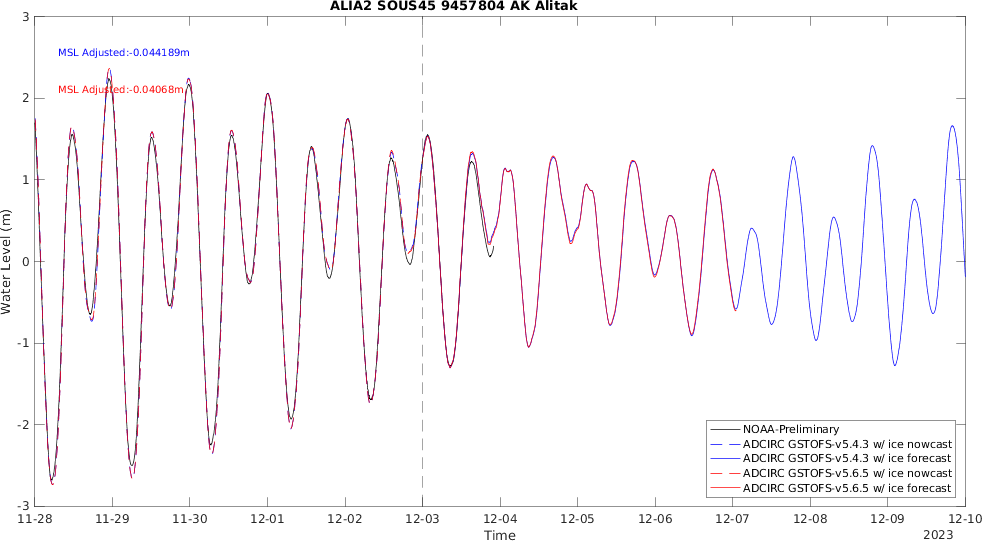 ALIA2 SOUS45 9457804 AK Alitak
MSL Adjusted:-0.044189m
MSL Adjusted:-0.04068m
Water Level (m)
3
2
1
0
-1
-2
-3
NOAA-Preliminary
ADCIRC GSTOFS-v5.4.3 w/ ice nowcast
ADCIRC GSTOFS-v5.4.3 w/ ice forecast
ADCIRC GSTOFS-v5.6.5 w/ ice nowcast
ADCIRC GSTOFS-v5.6.5 w/ ice forecast
11-28 11-29 11-30 12-01 12-02 12-03 12-04 12-05 12-06 12-07 12-08 12-09 12-10
Time
2023